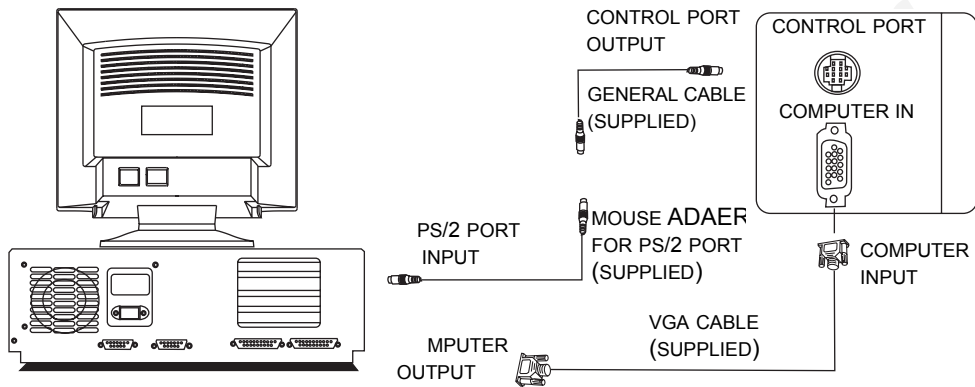 CONTROL PORT
OUTPUT
GENERAL CABLE
(SUPPLIED)
CONTROL PORT
COMPUTER IN
PS/2 PORT
INPUT
MOUSE ADAER
FOR PS/2 PORT
(SUPPLIED)
COMPUTER
INPUT
VGA CABLE
(SUPPLIED)
MPUTER
OUTPUT